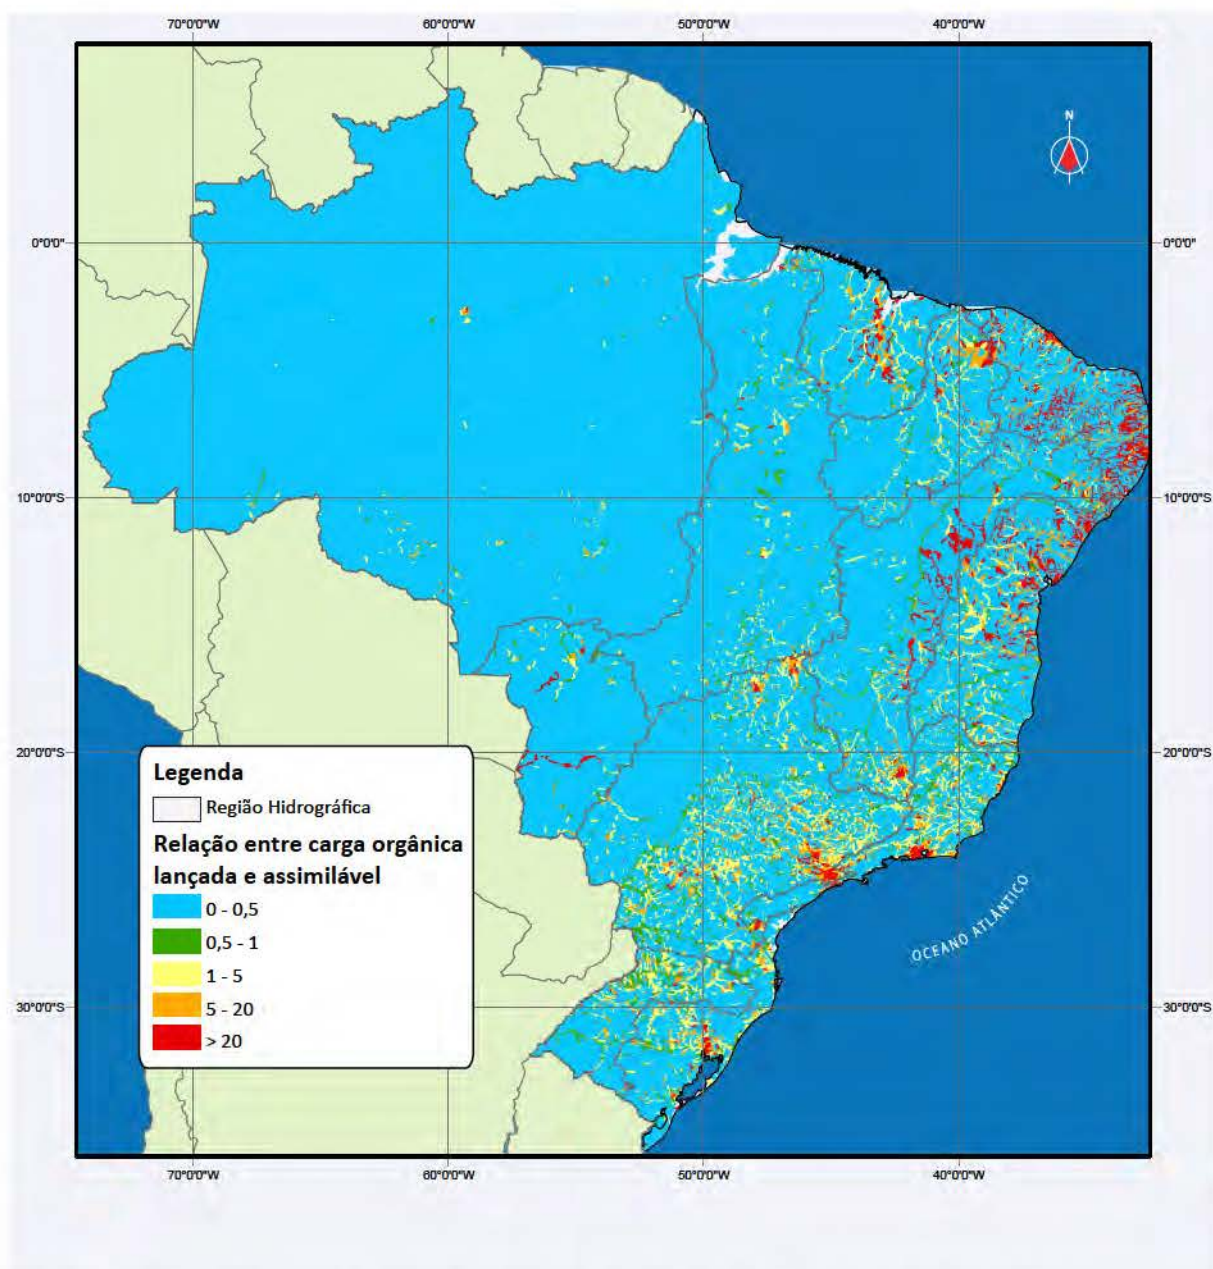 70°0'0"W 60°0'0"W 50°0'0"W 40°0'0"W
N
0°0'0" 0°0'0"
10°0'0"S 10°0'0"S
20°0'0"S 20°0'0"S
Legenda
Região Hidrográfica
Relação entre carga orgânica
lançada e assimilável
0 - 0,5
0,5 - 1
1 - 5
5 - 20
> 20
OCEANO ATLÂNTICO
30°0'0"S 30°0'0"S
70°0'0"W 60°0'0"W 50°0'0"W 40°0'0"W